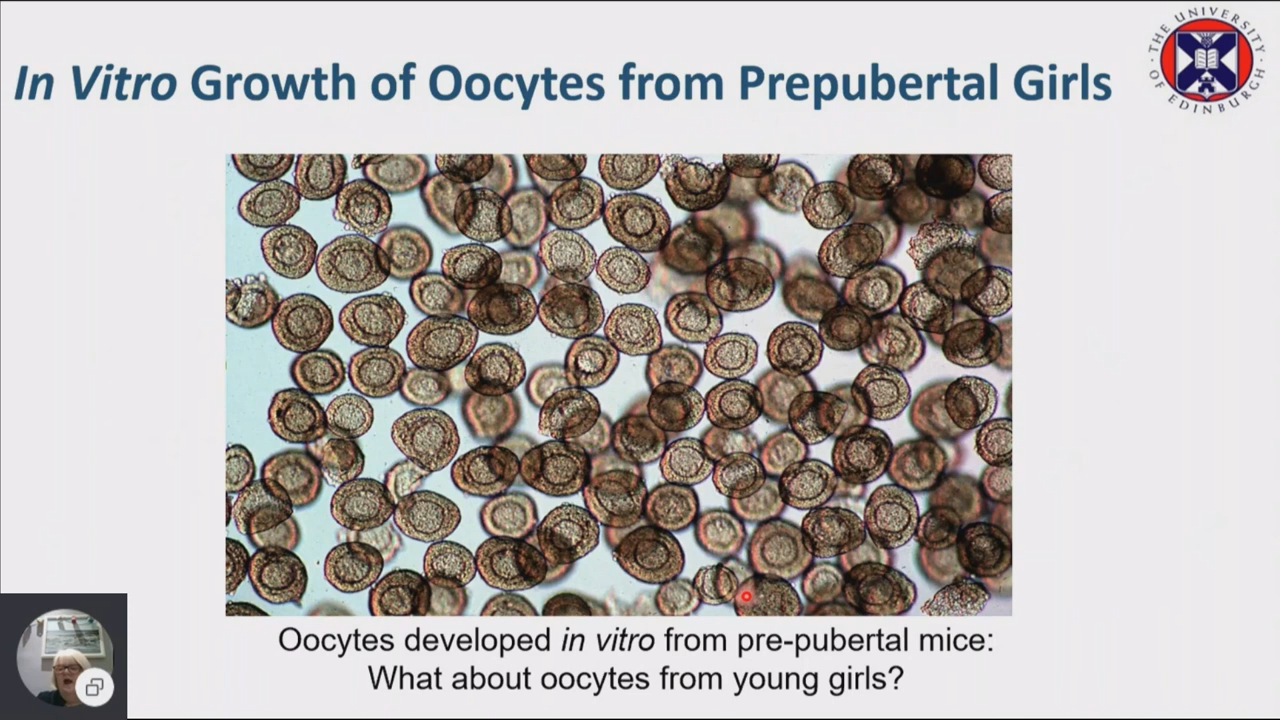 THE UNIVERSITY OF EDINBURGH
In Vitro Growth of Oocytes from Prepubertal Girls
Oocytes developed in vitro from pre-pubertal mice:
What about oocytes from young girls?